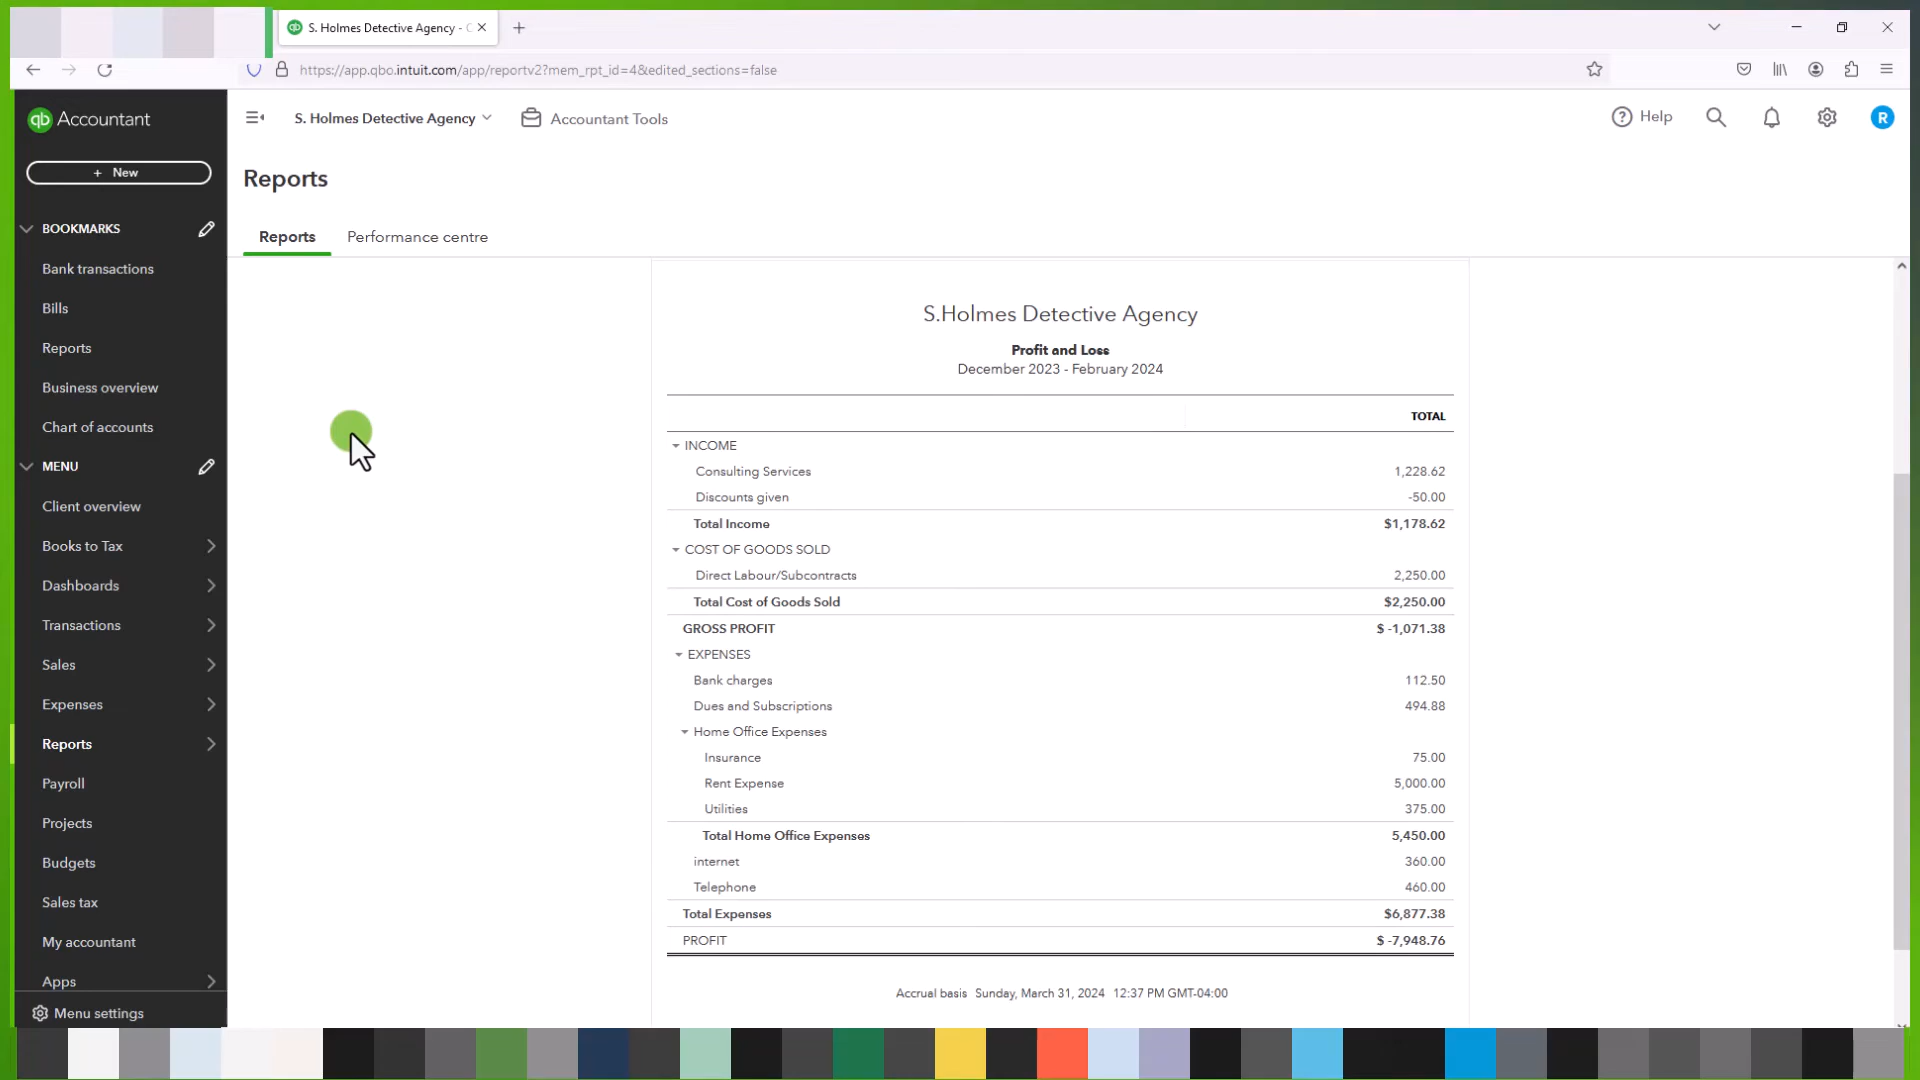 S. Holmes Detective Agency - C
https://app.qbo.intuit.com/app/reportv2?mem_rpt_id=4&edited_sections=false
qb Accountant
S. Holmes Detective Agency
Accountant Tools
Help
R
+ New
Reports
BOOKMARKS
Reports
Performance centre
Bank transactions
Bills
Reports
Business overview
Chart of accounts
MENU
Client overview
Books to Tax
Dashboards
Transactions
Sales
Expenses
Reports
Payroll
Projects
Budgets
Sales tax
My accountant
Apps
Menu settings
S.Holmes Detective Agency
Profit and Loss
December 2023 - February 2024
TOTAL
INCOME
Consulting Services 1,228.62
Discounts given -50.00
Total Income $1,178.62
COST OF GOODS SOLD
Direct Labour/Subcontracts 2,250.00
Total Cost of Goods Sold $2,250.00
GROSS PROFIT $ -1,071.38
EXPENSES
Bank charges 112.50
Dues and Subscriptions 494.88
Home Office Expenses
Insurance 75.00
Rent Expense 5,000.00
Utilities 375.00
Total Home Office Expenses 5,450.00
internet 360.00
Telephone 460.00
Total Expenses $6,877.38
PROFIT $ -7,948.76
Accrual basis Sunday, March 31, 2024 12:37 PM GMT-04:00